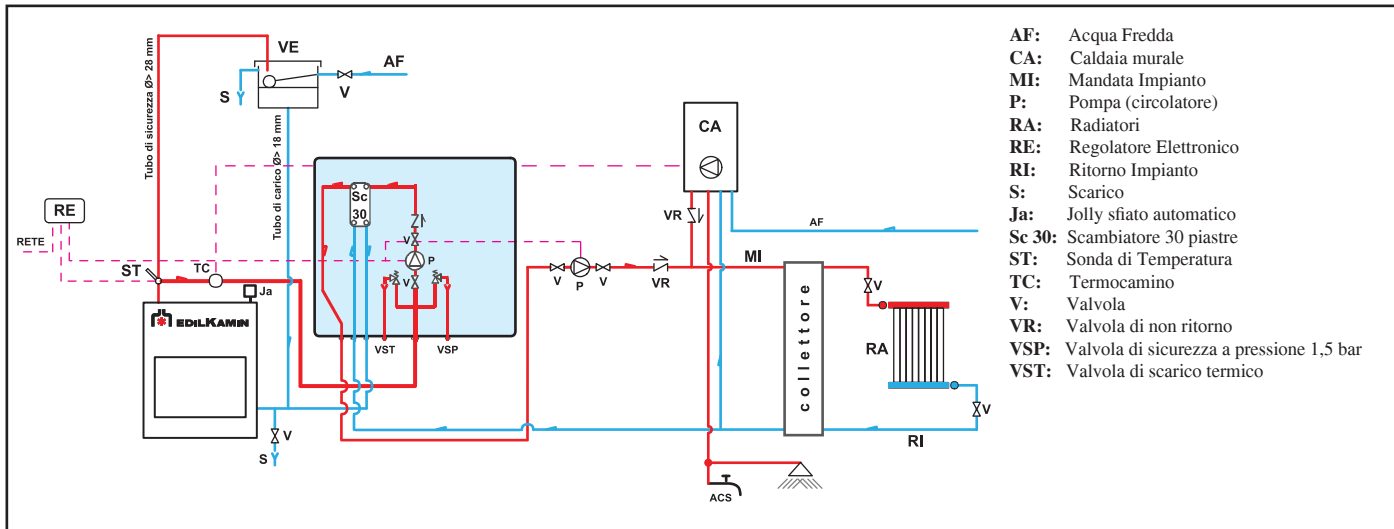 VE
AF
V
S
Tubo di sicurezza Ø> 28 mm
Tubo di carico Ø> 18 mm
RE
RETE
ST
TC
Ja
EDILKAMIN
V
S
Sc
30
V
P
V
VST
VSP
CA
VR
AF
V
P
V
VR
MI
collettore
V
RA
V
RI
ACS
AF: Acqua Fredda
CA: Caldaia murale
MI: Mandata Impianto
P: Pompa (circolatore)
RA: Radiatori
RE: Regolatore Elettronico
RI: Ritorno Impianto
S: Scarico
Ja: Jolly sfiato automatico
Sc 30: Scambiatore 30 piastre
ST: Sonda di Temperatura
TC: Termocamino
V: Valvola
VR: Valvola di non ritorno
VSP: Valvola di sicurezza a pressione 1,5 bar
VST: Valvola di scarico termico